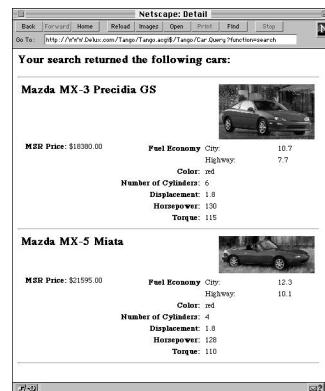 Netscape: Detail
Back Forward Home Reload Images Open Print Find Stop
Go To: http://www.Delux.com/Tango/Tango.acgi$/Tango/Car.Query?function=search
Your search returned the following cars:
Mazda MX-3 Precidia GS
MSR Price: $18380.00 Fuel Economy City: 10.7
Highway: 7.7
Color: red
Number of Cylinders: 6
Displacement: 1.8
Horsepower: 130
Torque: 115
Mazda MX-5 Miata
MSR Price: $21595.00 Fuel Economy City: 12.3
Highway: 10.1
Color: red
Number of Cylinders: 4
Displacement: 1.8
Horsepower: 128
Torque: 110